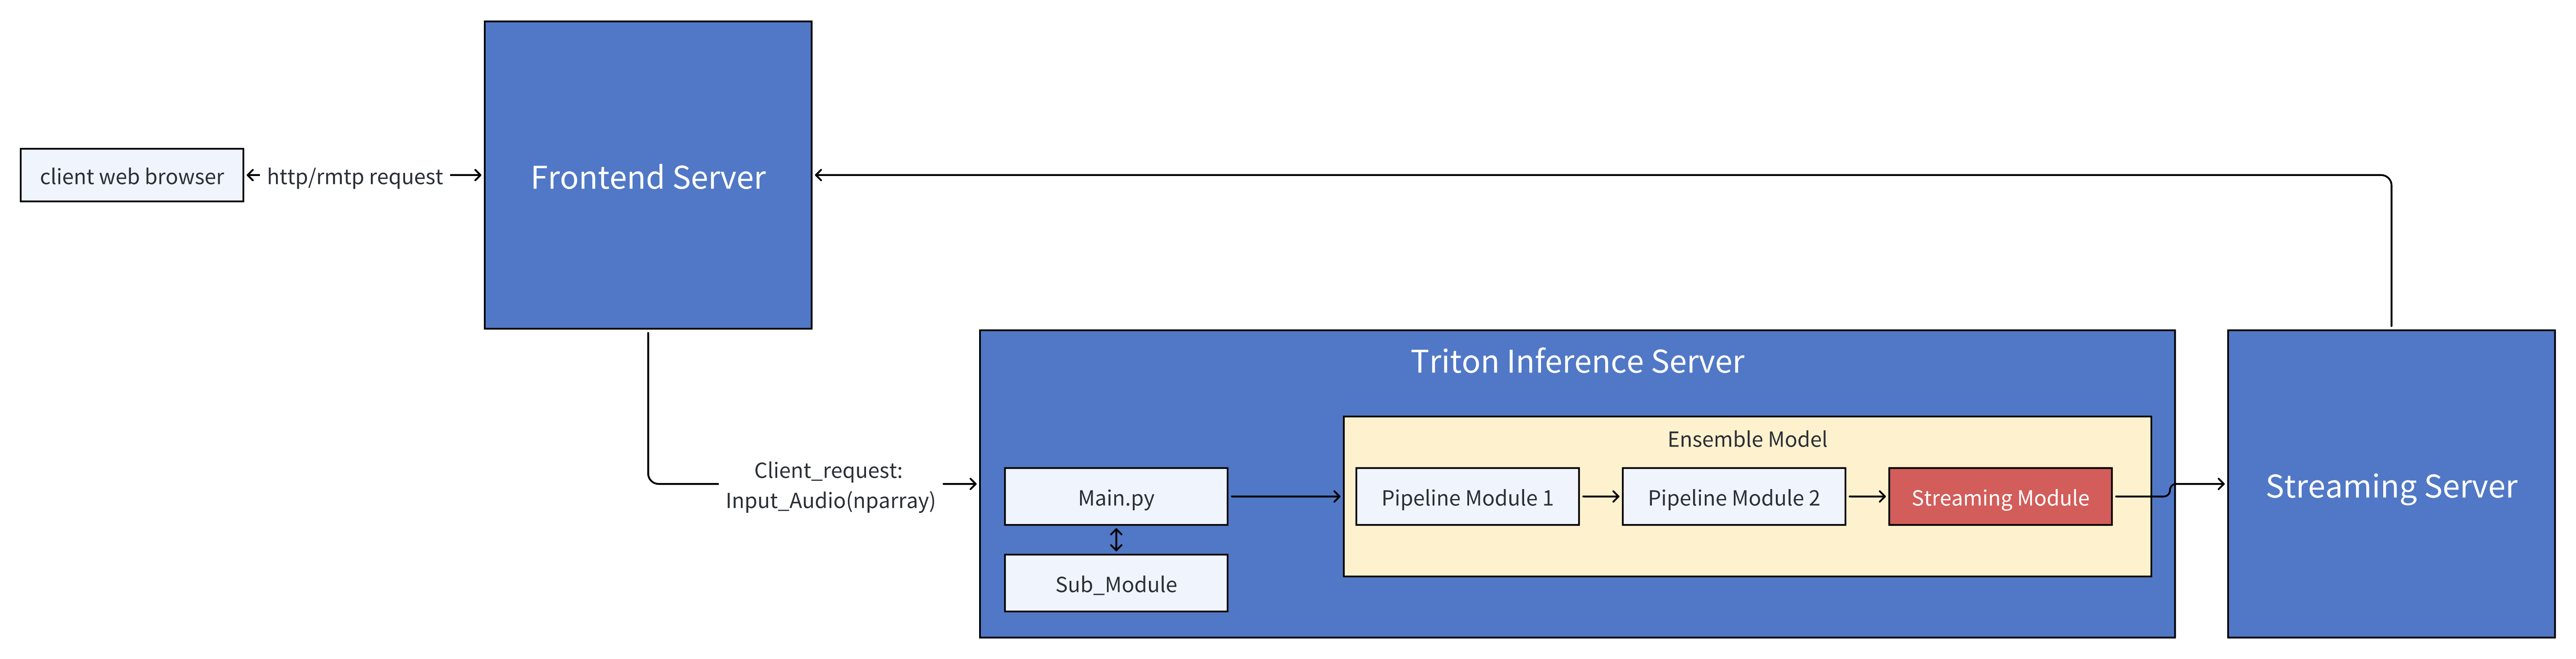 client web browser
http/rmtp request
Frontend Server
Client_request:
Input_Audio(nparray)
Triton Inference Server
Main.py
Sub_Module
Ensemble Model
Pipeline Module 1
Pipeline Module 2
Streaming Module
Streaming Server